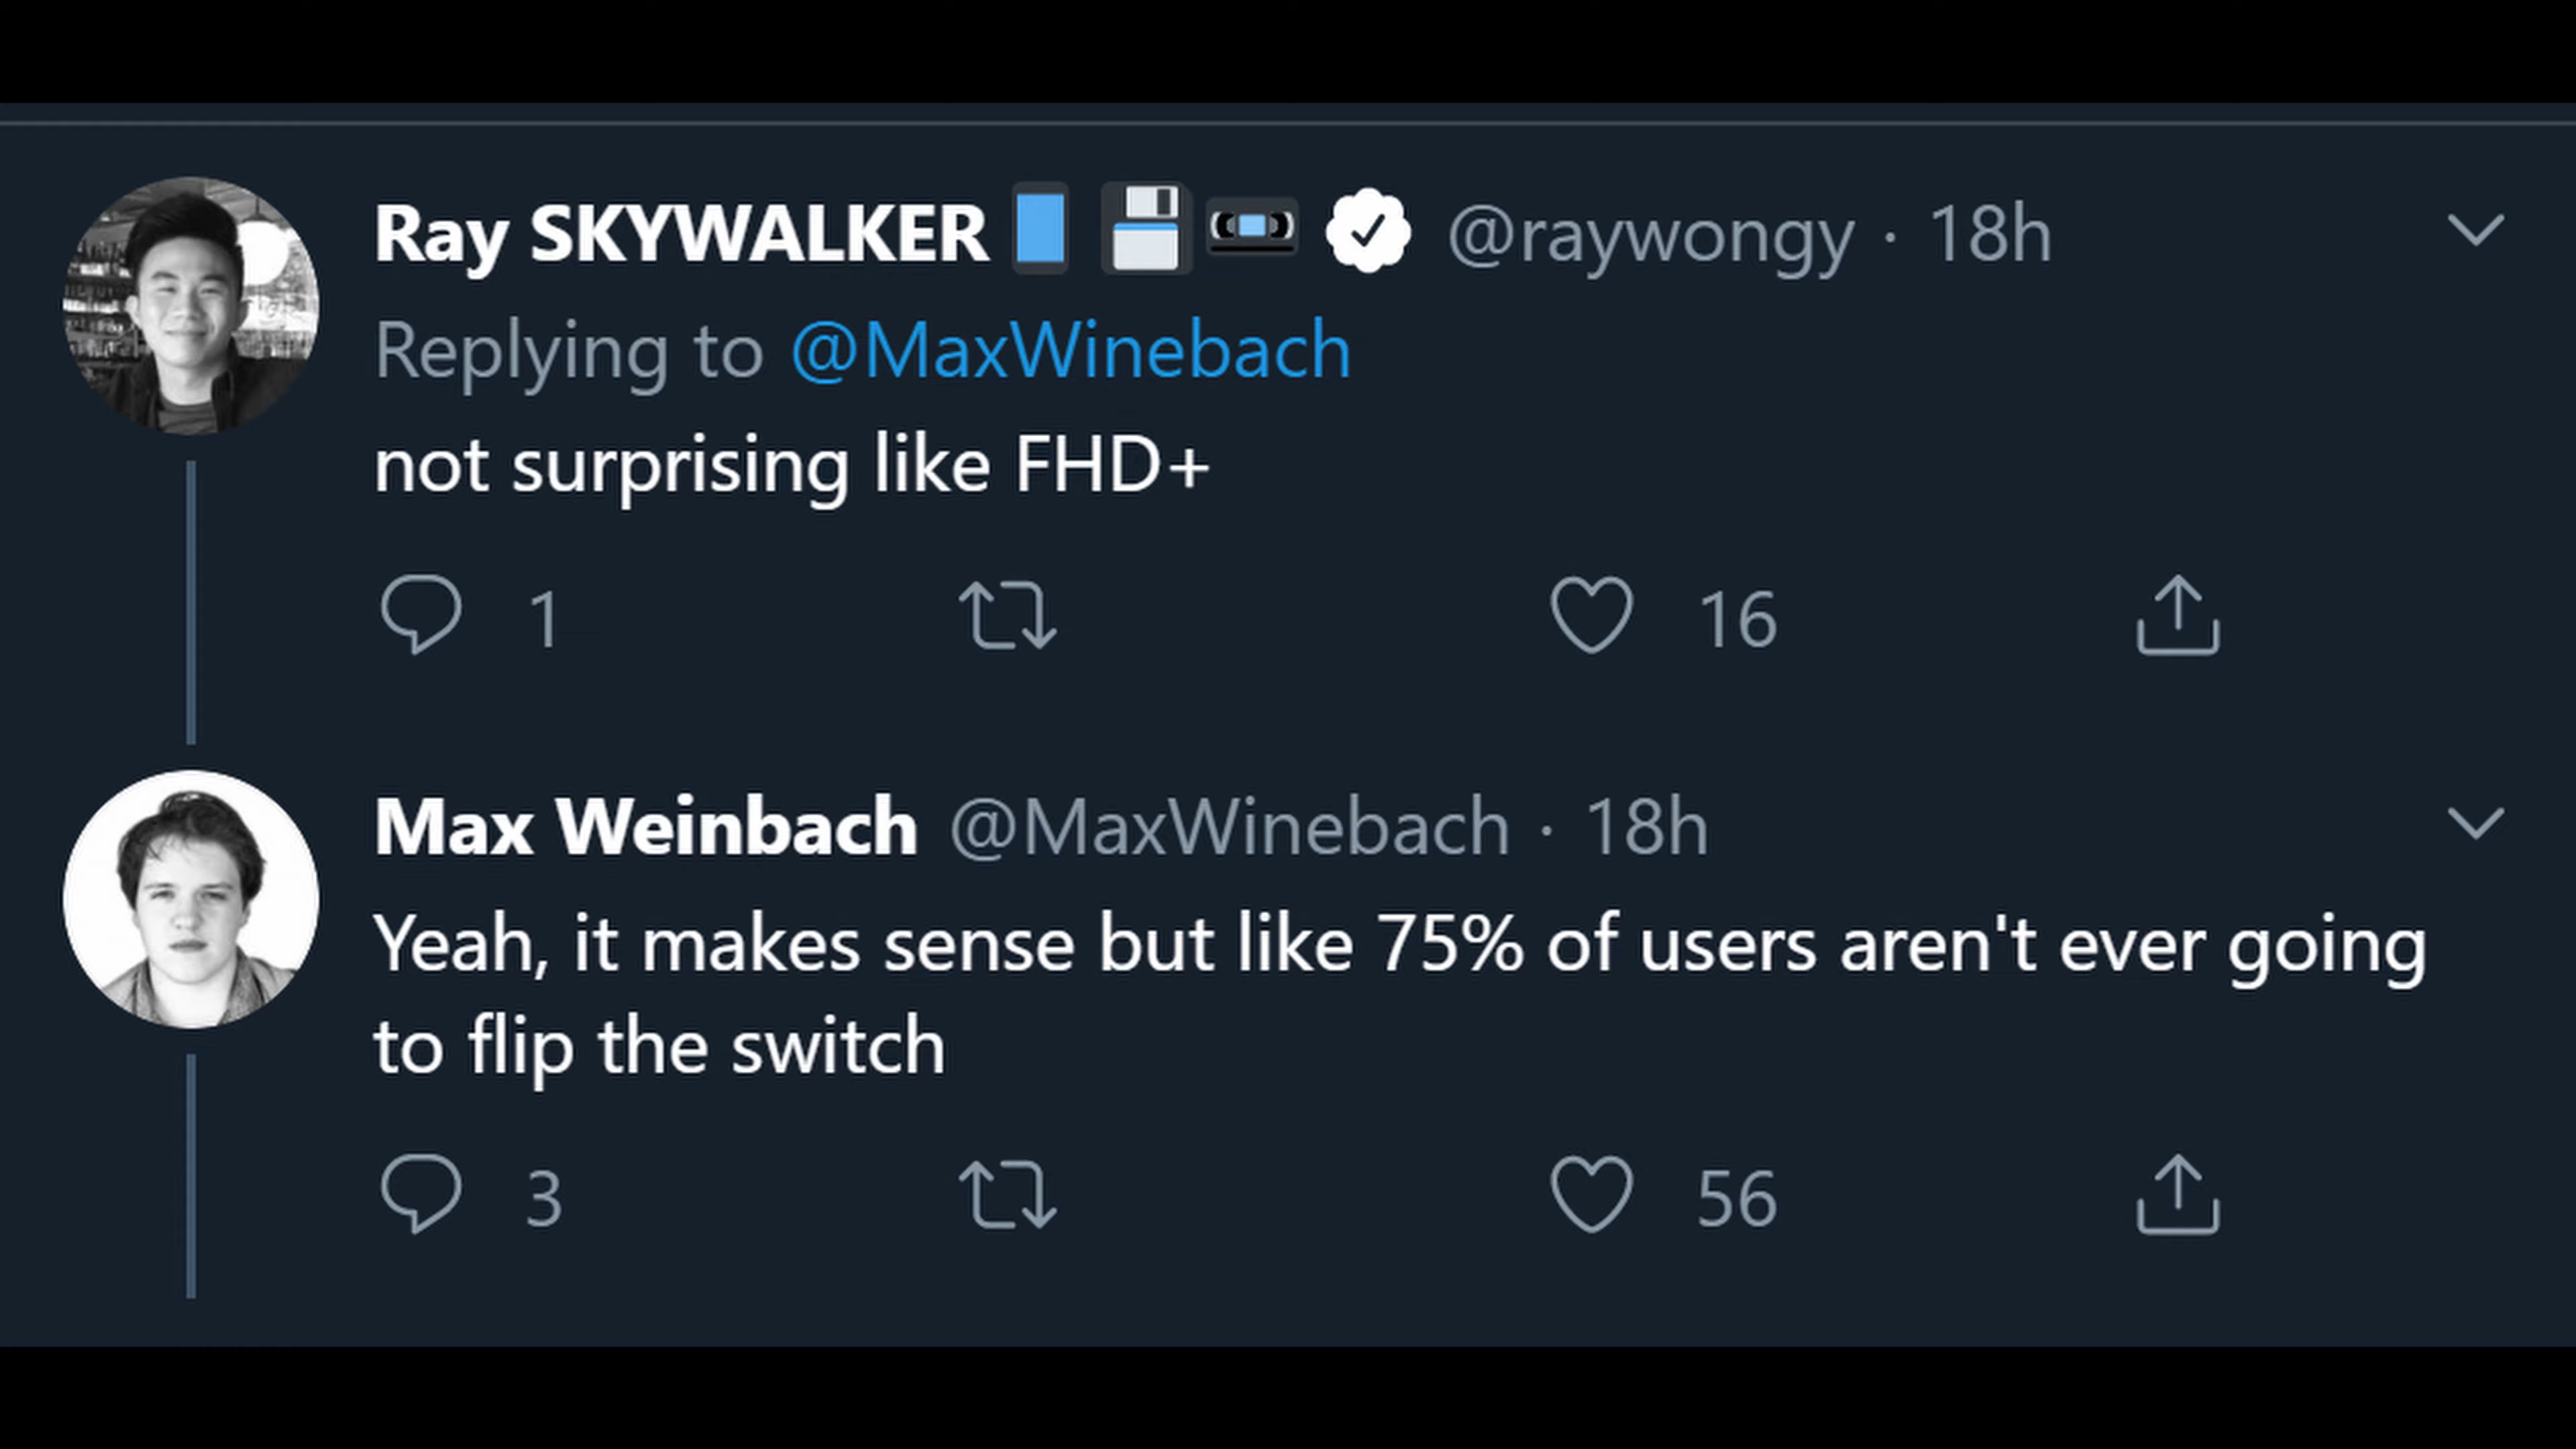 Ray SKYWALKER @raywongy · 18h
Replying to @MaxWinebach
not surprising like FHD+
1 16
Max Weinbach @MaxWinebach · 18h
Yeah, it makes sense but like 75% of users aren't ever going
to flip the switch
3 56